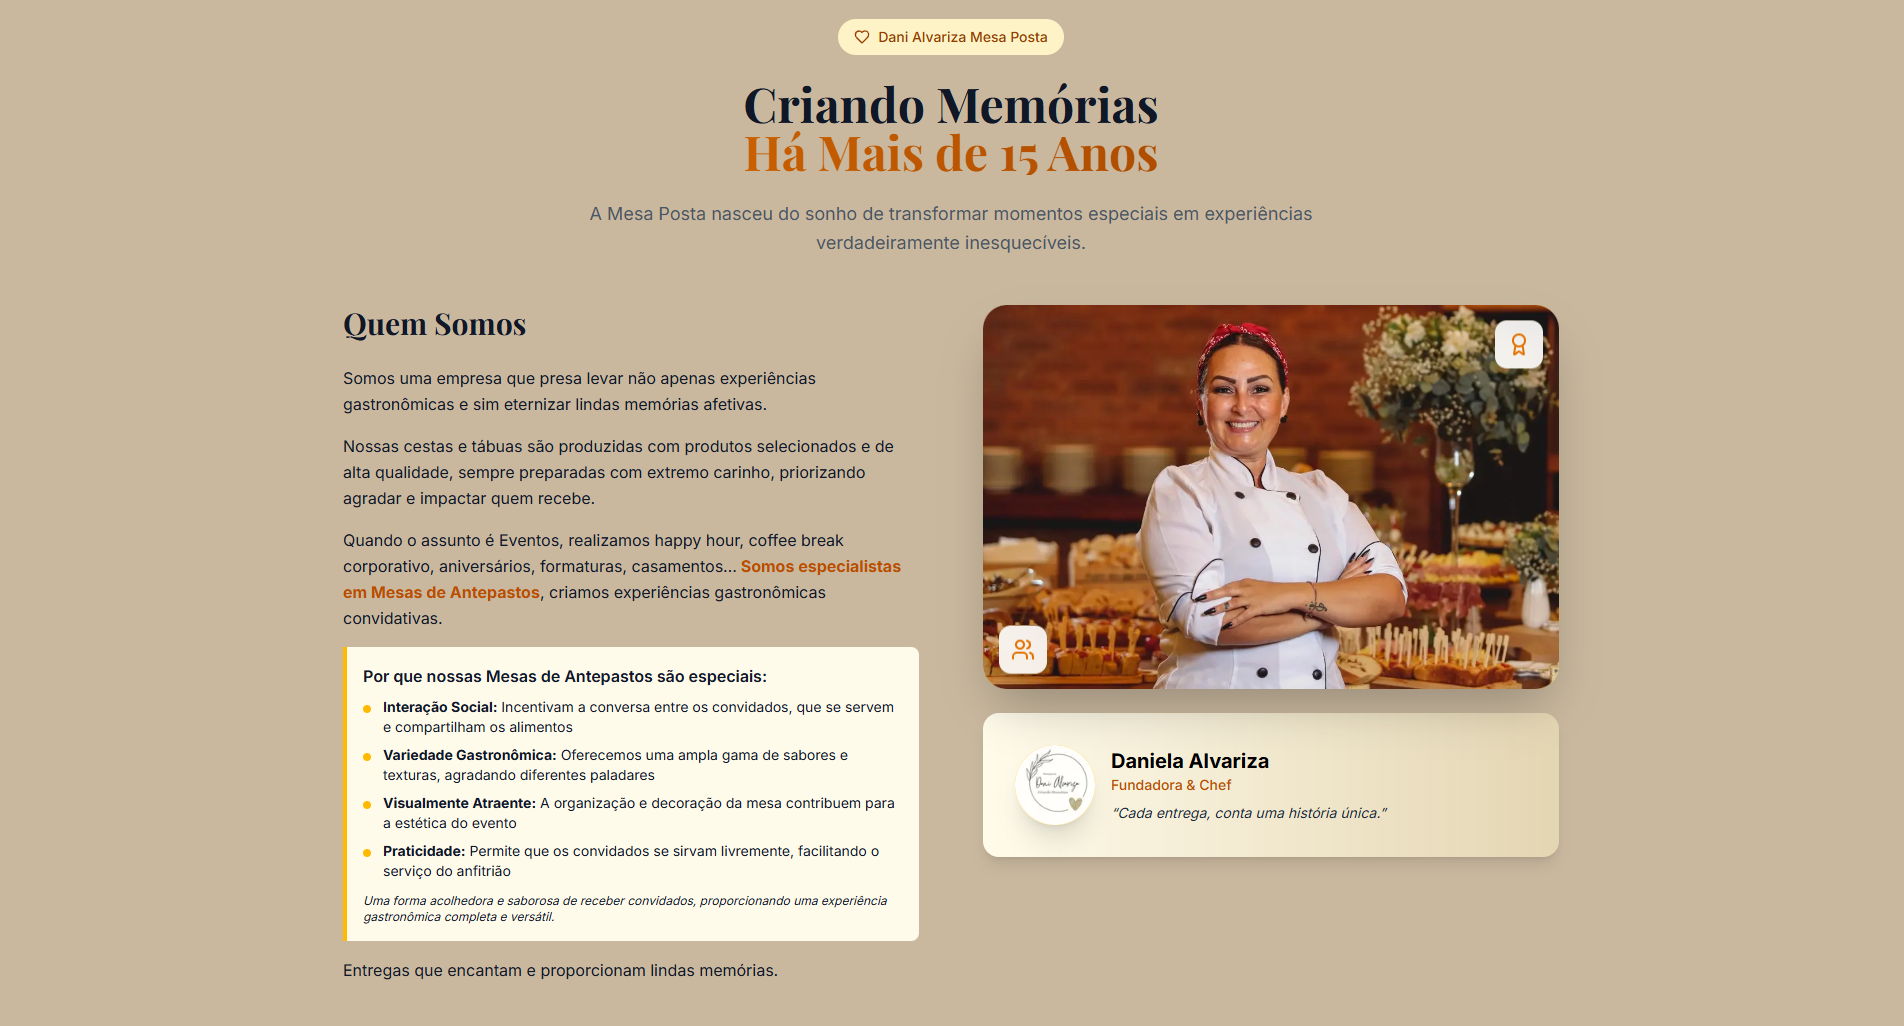 Dani Alvariza Mesa Posta
Criando Memórias
Há Mais de 15 Anos
A Mesa Posta nasceu do sonho de transformar momentos especiais em experiências
verdadeiramente inesquecíveis.
Quem Somos
Somos uma empresa que presa levar não apenas experiências
gastronômicas e sim eternizar lindas memórias afetivas.
Nossas cestas e tábuas são produzidas com produtos selecionados e de
alta qualidade, sempre preparadas com extremo carinho, priorizando
agradar e impactar quem recebe.
Quando o assunto é Eventos, realizamos happy hour, coffee break
corporativo, aniversários, formaturas, casamentos... Somos especialistas
em Mesas de Antepastos, criamos experiências gastronômicas
convidativas.
Por que nossas Mesas de Antepastos são especiais:
Interação Social: Incentivam a conversa entre os convidados, que se servem
e compartilham os alimentos
Variedade Gastronômica: Oferecemos uma ampla gama de sabores e
texturas, agradando diferentes paladares
Visualmente Atraente: A organização e decoração da mesa contribuem para
a estética do evento
Praticidade: Permite que os convidados se sirvam livremente, facilitando o
serviço do anfitrião
Uma forma acolhedora e saborosa de receber convidados, proporcionando uma experiência
gastronômica completa e versátil.
Entregas que encantam e proporcionam lindas memórias.
Dani Alvariza
Daniela Alvariza
Fundadora & Chef
“Cada entrega, conta uma história única.”